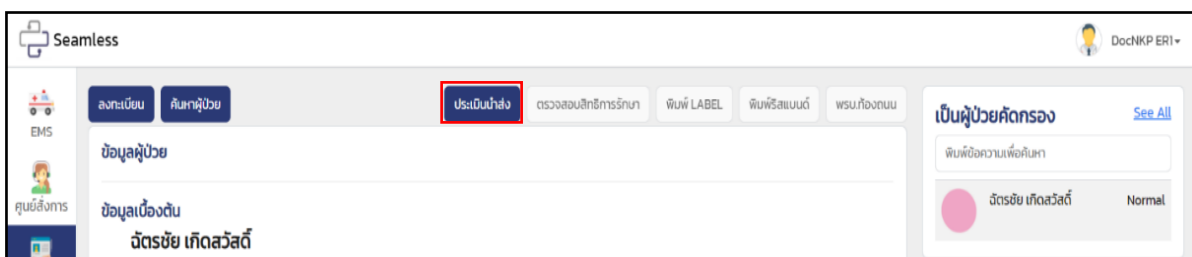 Seamless
DocNKP ER1
EMS
ศูนย์สั่งการ
ลงทะเบียน ค้นหาผู้ป่วย ประเมินนำส่ง ตรวจสอบสิทธิการรักษา พิมพ์ LABEL พิมพ์ริสแบนด์ พรบ.ท้องถนน
ข้อมูลผู้ป่วย
ข้อมูลเบื้องต้น
ฉัตรชัย เกิดสวัสดิ์
เป็นผู้ป่วยคัดกรอง See All
พิมพ์ข้อความเพื่อค้นหา
ฉัตรชัย เกิดสวัสดิ์ Normal